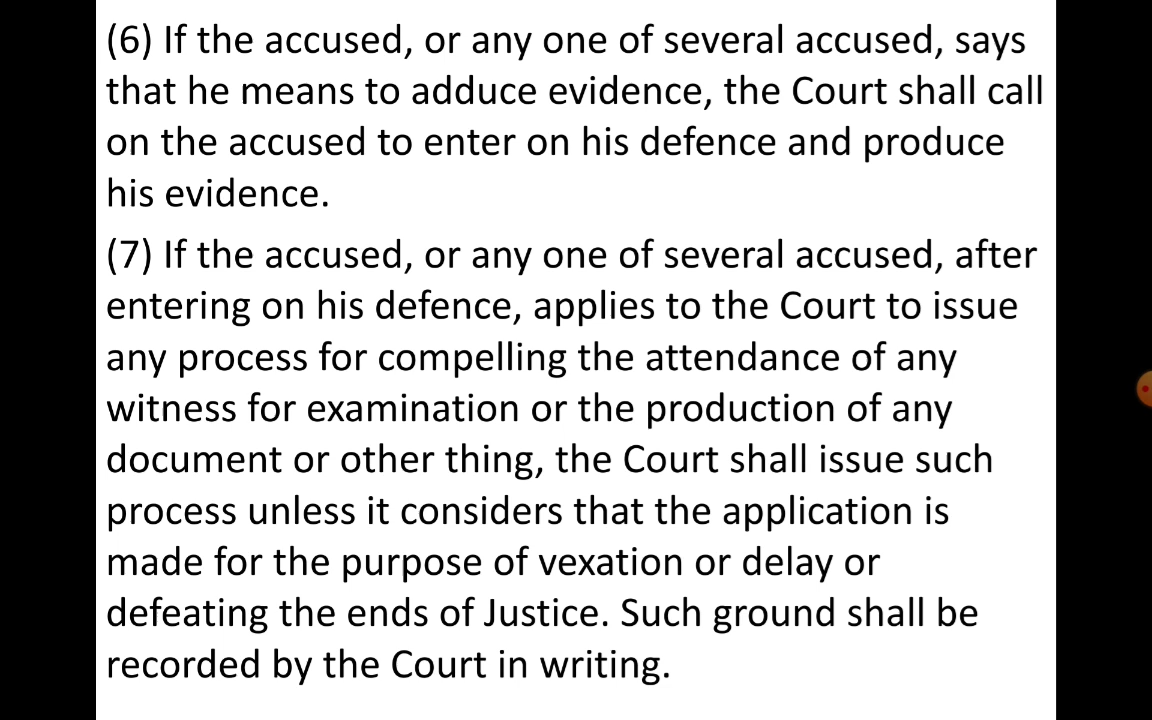 (6) If the accused, or any one of several accused, says
that he means to adduce evidence, the Court shall call
on the accused to enter on his defence and produce
his evidence.
(7) If the accused, or any one of several accused, after
entering on his defence, applies to the Court to issue
any process for compelling the attendance of any
witness for examination or the production of any
document or other thing, the Court shall issue such
process unless it considers that the application is
made for the purpose of vexation or delay or
defeating the ends of Justice. Such ground shall be
recorded by the Court in writing.